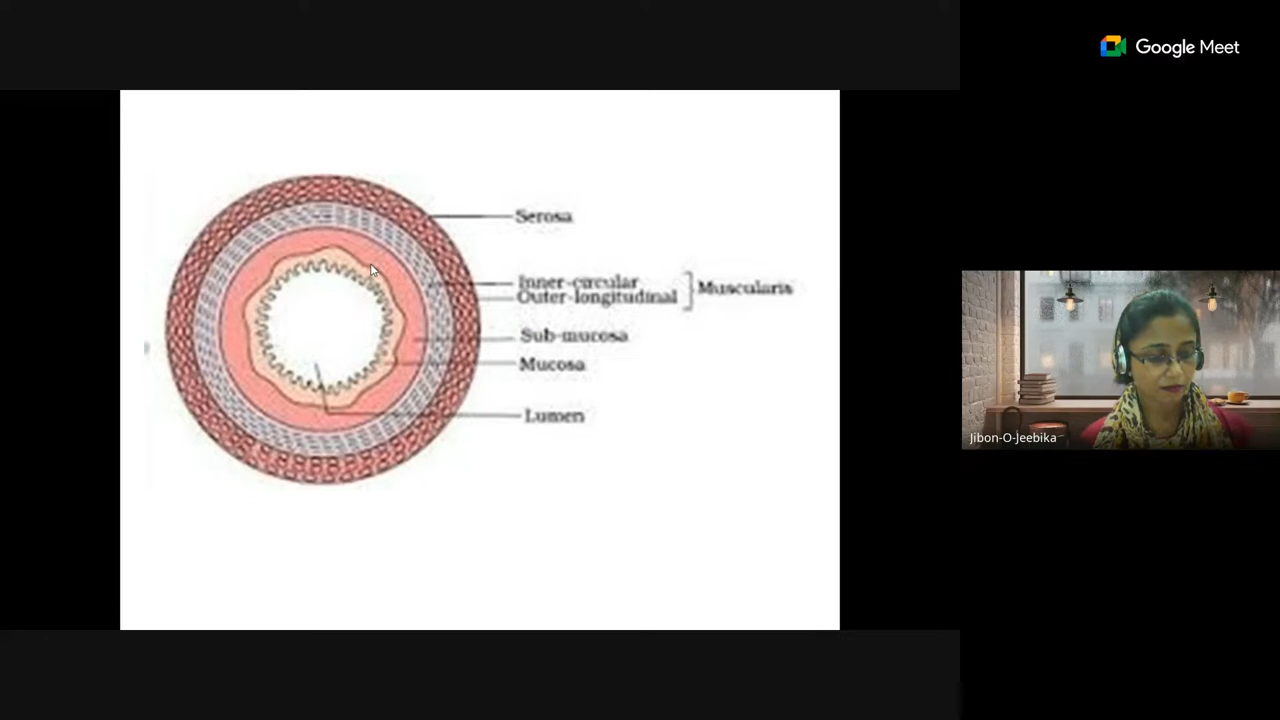 Google Meet
Serosa
Inner-circular
Outer-longitudinal
Muscularis
Sub-mucosa
Mucosa
Lumen
Jibon-O-Jeebika